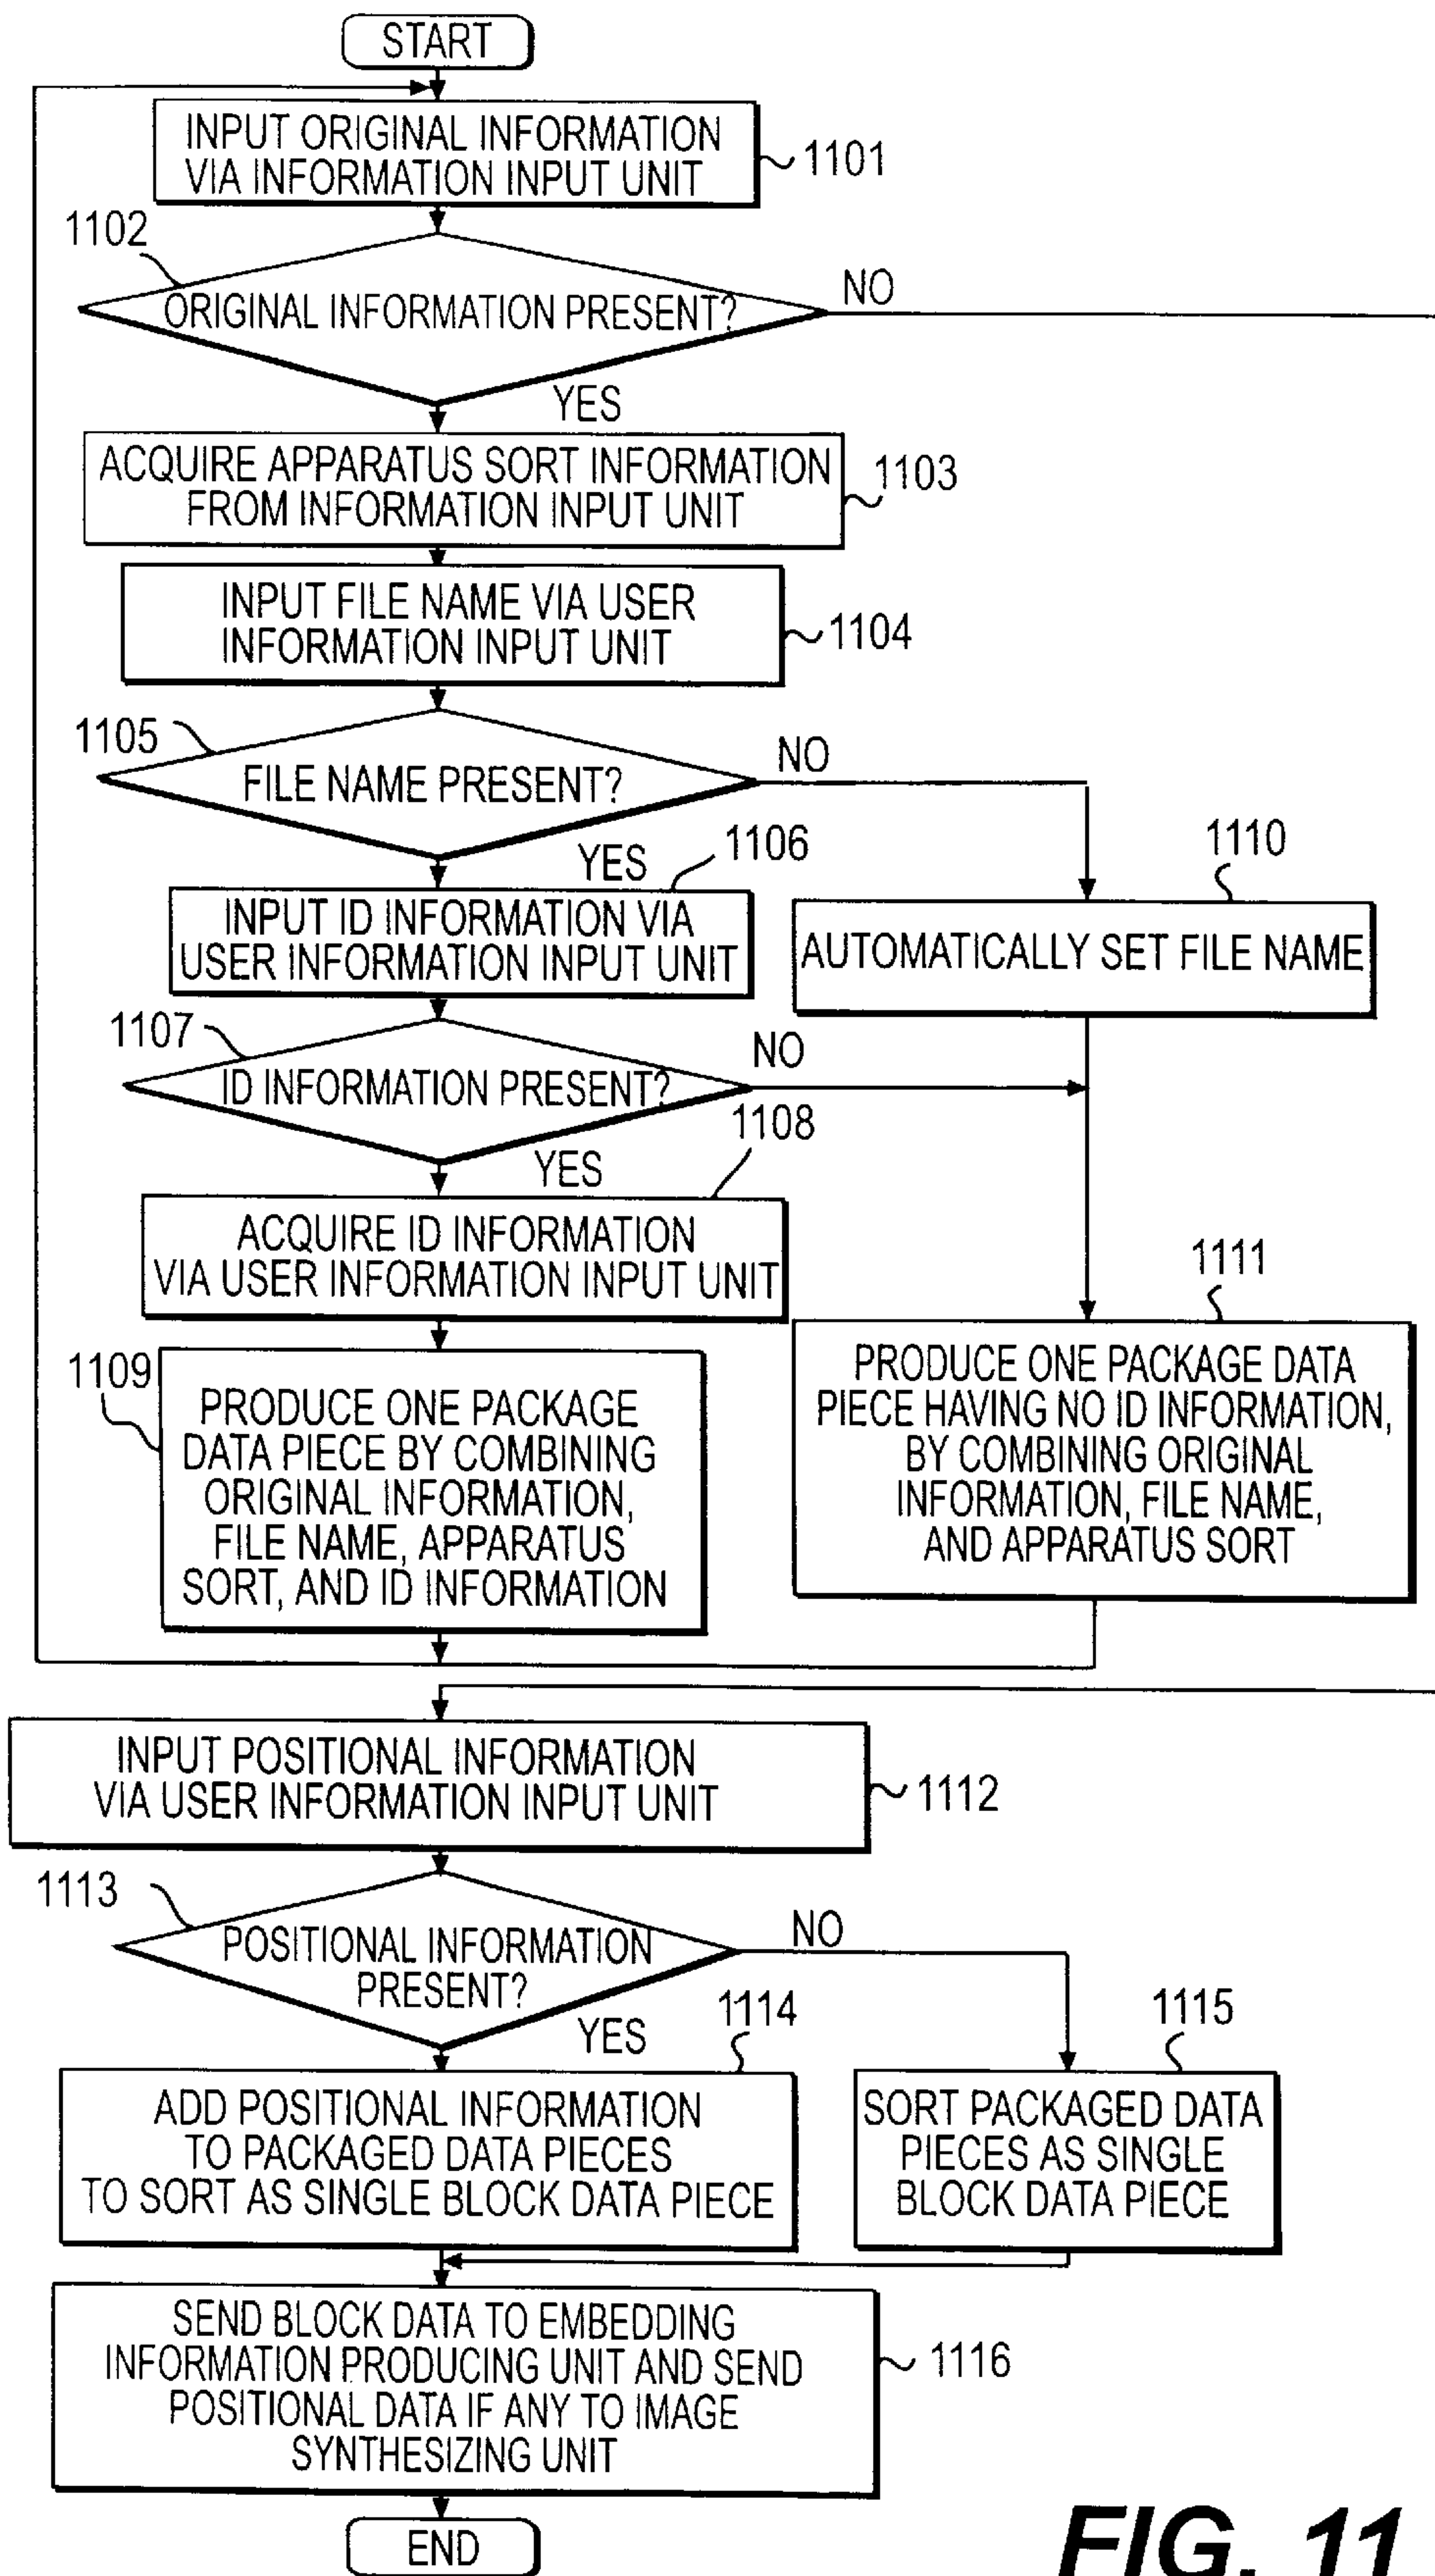 START
INPUT ORIGINAL INFORMATION
VIA INFORMATION INPUT UNIT
1101
1102
ORIGINAL INFORMATION PRESENT?
NO
YES
ACQUIRE APPARATUS SORT INFORMATION
FROM INFORMATION INPUT UNIT
1103
INPUT FILE NAME VIA USER
INFORMATION INPUT UNIT
1104
1105
FILE NAME PRESENT?
NO
YES
1106
INPUT ID INFORMATION VIA
USER INFORMATION INPUT UNIT
1110
AUTOMATICALLY SET FILE NAME
1107
ID INFORMATION PRESENT?
NO
YES
1108
ACQUIRE ID INFORMATION
VIA USER INFORMATION INPUT UNIT
1109
PRODUCE ONE PACKAGE
DATA PIECE BY COMBINING
ORIGINAL INFORMATION,
FILE NAME, APPARATUS
SORT, AND ID INFORMATION
1111
PRODUCE ONE PACKAGE DATA
PIECE HAVING NO ID INFORMATION,
BY COMBINING ORIGINAL
INFORMATION, FILE NAME,
AND APPARATUS SORT
INPUT POSITIONAL INFORMATION
VIA USER INFORMATION INPUT UNIT
1112
1113
POSITIONAL INFORMATION
PRESENT?
NO
YES
1114
ADD POSITIONAL INFORMATION
TO PACKAGED DATA PIECES
TO SORT AS SINGLE BLOCK DATA PIECE
1115
SORT PACKAGED DATA
PIECES AS SINGLE
BLOCK DATA PIECE
SEND BLOCK DATA TO EMBEDDING
INFORMATION PRODUCING UNIT AND SEND
POSITIONAL DATA IF ANY TO IMAGE
SYNTHESIZING UNIT
1116
END
FIG. 11